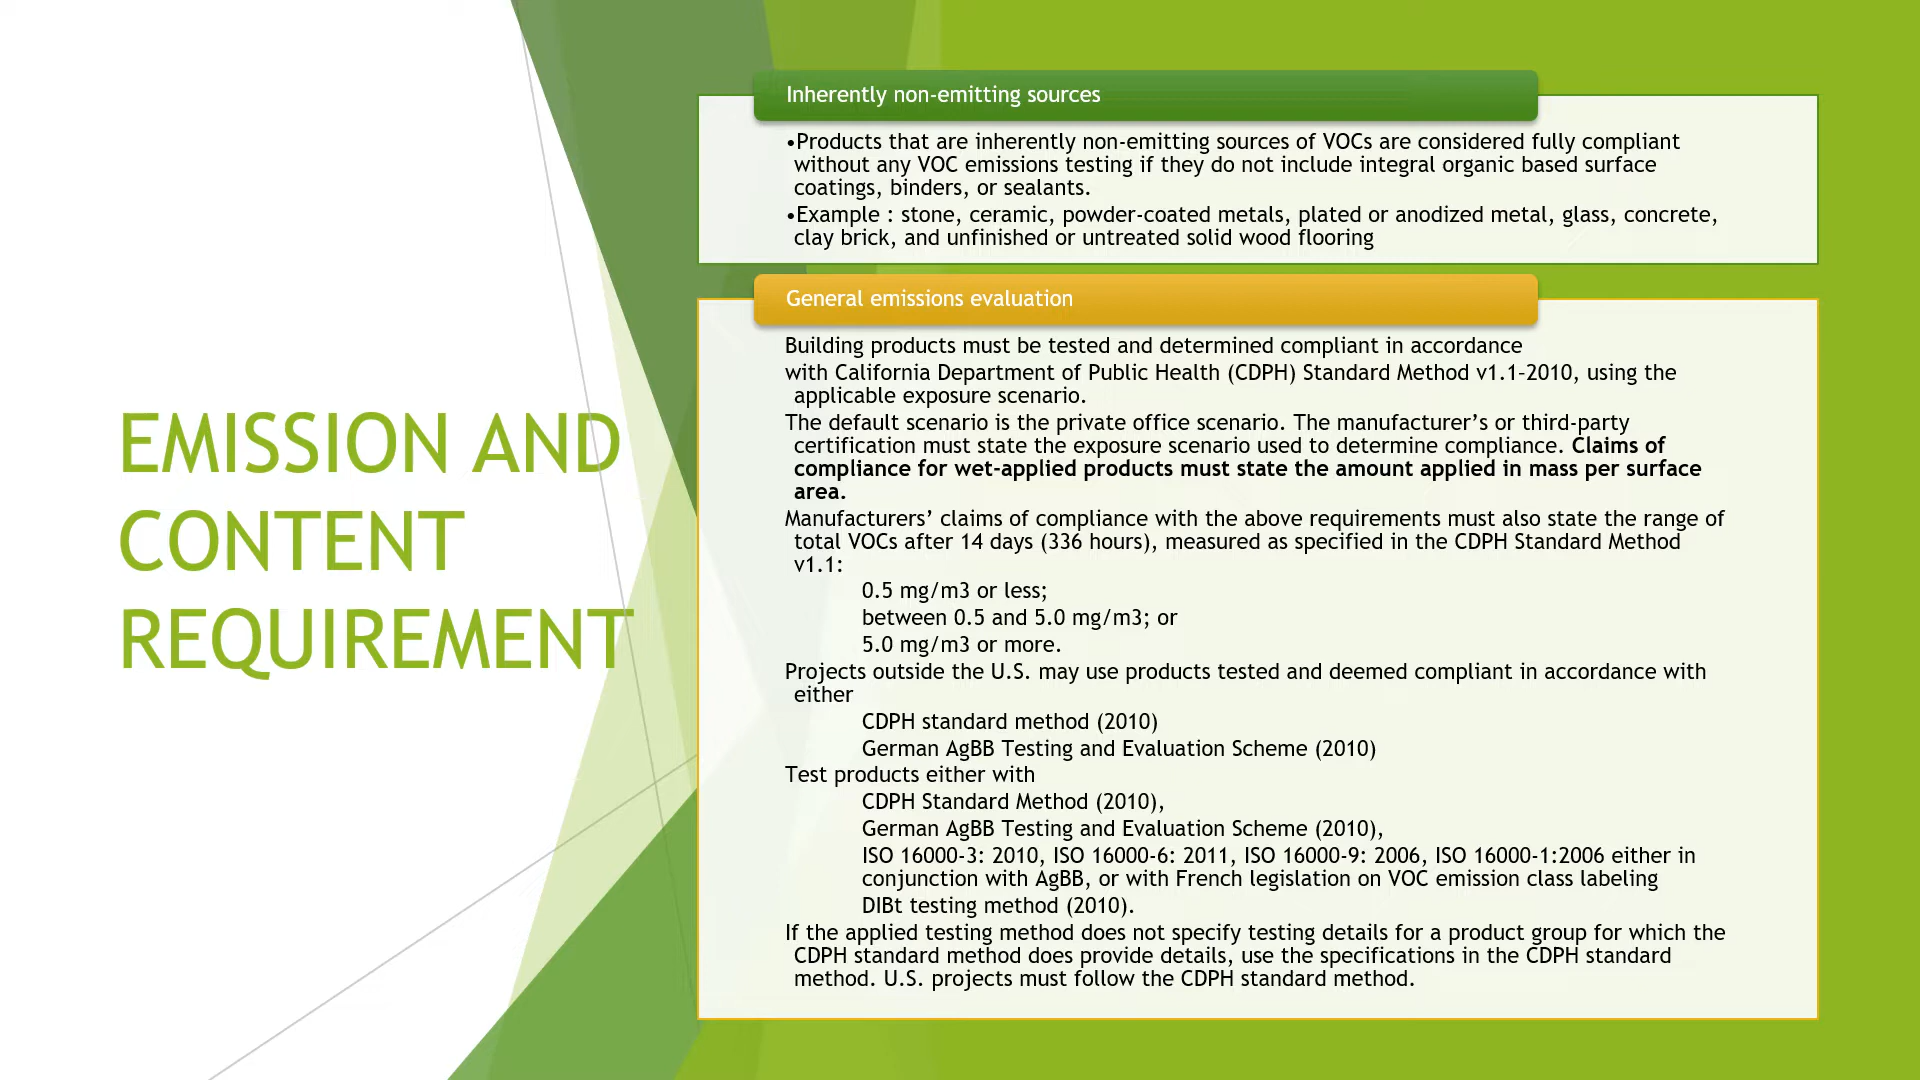 EMISSION AND
CONTENT
REQUIREMENT
Inherently non-emitting sources
•Products that are inherently non-emitting sources of VOCs are considered fully compliant
without any VOC emissions testing if they do not include integral organic based surface
coatings, binders, or sealants.
•Example : stone, ceramic, powder-coated metals, plated or anodized metal, glass, concrete,
clay brick, and unfinished or untreated solid wood flooring
General emissions evaluation
Building products must be tested and determined compliant in accordance
with California Department of Public Health (CDPH) Standard Method v1.1–2010, using the
applicable exposure scenario.
The default scenario is the private office scenario. The manufacturer’s or third-party
certification must state the exposure scenario used to determine compliance. Claims of
compliance for wet-applied products must state the amount applied in mass per surface
area.
Manufacturers’ claims of compliance with the above requirements must also state the range of
total VOCs after 14 days (336 hours), measured as specified in the CDPH Standard Method
v1.1:
0.5 mg/m3 or less;
between 0.5 and 5.0 mg/m3; or
5.0 mg/m3 or more.
Projects outside the U.S. may use products tested and deemed compliant in accordance with
either
CDPH standard method (2010)
German AgBB Testing and Evaluation Scheme (2010)
Test products either with
CDPH Standard Method (2010),
German AgBB Testing and Evaluation Scheme (2010),
ISO 16000-3: 2010, ISO 16000-6: 2011, ISO 16000-9: 2006, ISO 16000-1:2006 either in
conjunction with AgBB, or with French legislation on VOC emission class labeling
DIBt testing method (2010).
If the applied testing method does not specify testing details for a product group for which the
CDPH standard method does provide details, use the specifications in the CDPH standard
method. U.S. projects must follow the CDPH standard method.